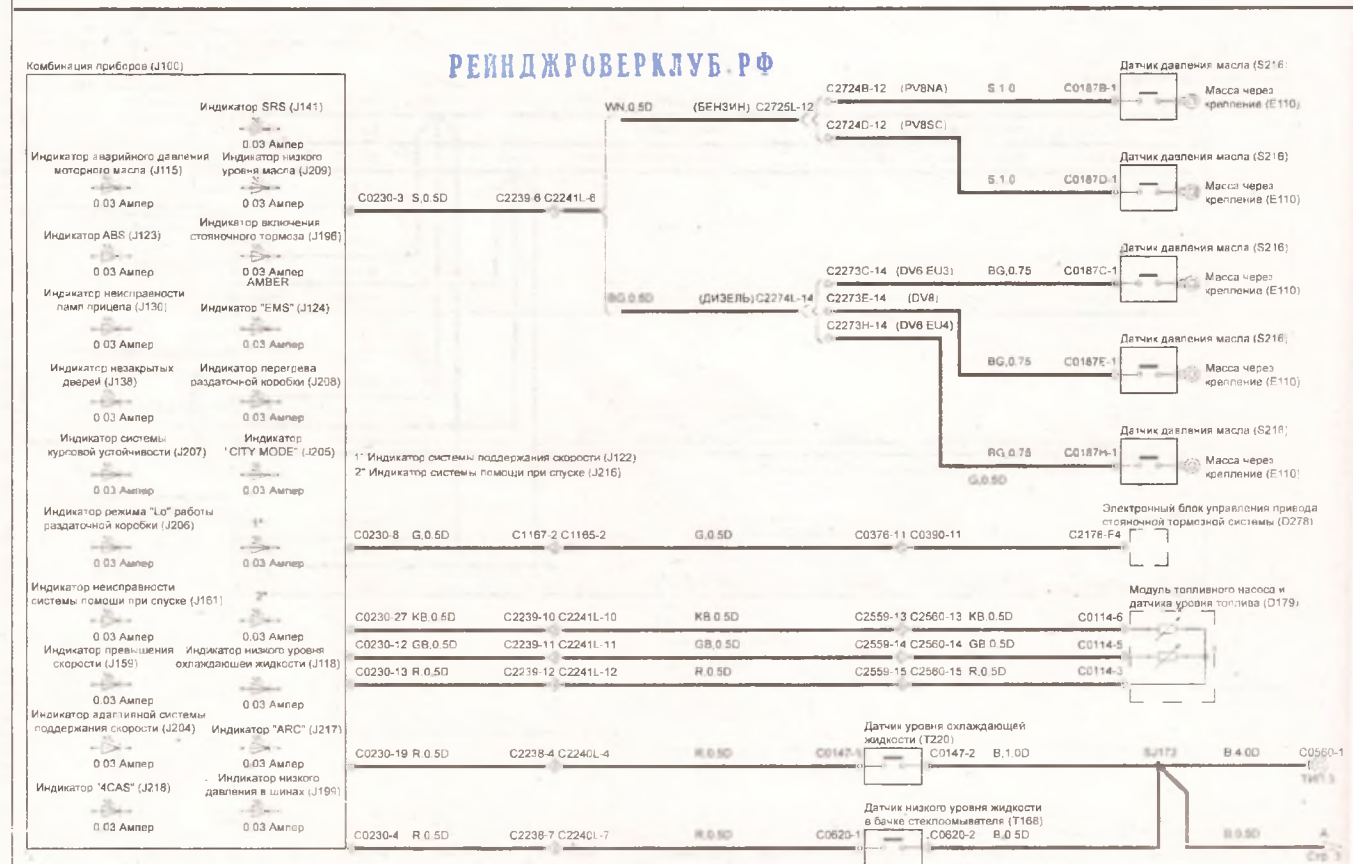 РЕЙНДЖРОВЕРКЛУБ.РФ
Комбинация приборов (J100)
Индикатор SRS (J141)
0.03 Ампер
Индикатор аварийного давления
моторного масла (J115)
0.03 Ампер
Индикатор низкого
уровня масла (J209)
0.03 Ампер
Индикатор ABS (J123)
0.03 Ампер
Индикатор включения
стояночного тормоза (J196)
0.03 Ампер
AMBER
Индикатор неисправности
ламп прицепа (J130)
0.03 Ампер
Индикатор "EMS" (J124)
0.03 Ампер
Индикатор незакрытых
дверей (J138)
0.03 Ампер
Индикатор перегрева
раздаточной коробки (J208)
0.03 Ампер
Индикатор системы
курсовой устойчивости (J207)
0.03 Ампер
Индикатор
"CITY MODE" (J205)
0.03 Ампер
Индикатор режима "Lo" работы
раздаточной коробки (J206)
0.03 Ампер
1*
0.03 Ампер
Индикатор неисправности
системы помощи при спуске (J161)
0.03 Ампер
2*
0.03 Ампер
Индикатор превышения
скорости (J159)
0.03 Ампер
Индикатор низкого уровня
охлаждающей жидкости (J118)
0.03 Ампер
Индикатор адаптивной системы
поддержания скорости (J204)
0.03 Ампер
Индикатор "ARC" (J217)
0.03 Ампер
Индикатор "4CAS" (J218)
0.03 Ампер
Индикатор низкого
давления в шинах (J199)
0.03 Ампер
1* Индикатор системы поддержания скорости (J122)
2* Индикатор системы помощи при спуске (J216)
C0230-3 S,0.5D C2239-6 C2241L-6
WN,0.5D (БЕНЗИН) C2725L-12
C2724B-12 (PV8NA) S,1.0 C0187B-1
Датчик давления масла (S216)
Масса через
крепление (E110)
C2724D-12 (PV8SC)
S,1.0 C0187D-1
Датчик давления масла (S216)
Масса через
крепление (E110)
BG,0.5D (ДИЗЕЛЬ) C2274L-14
C2273C-14 (DV6 EU3) BG,0.75 C0187C-1
Датчик давления масла (S216)
Масса через
крепление (E110)
C2273E-14 (DV8)
C2273H-14 (DV6 EU4)
BG,0.75 C0187E-1
Датчик давления масла (S216)
Масса через
крепление (E110)
BG,0.75 C0187H-1
G,0.5D
Датчик давления масла (S216)
Масса через
крепление (E110)
C0230-8 G,0.5D C1167-2 C1165-2 G,0.5D C0376-11 C0390-11 C2178-F4
Электронный блок управления привода
стояночной тормозной системы (D278)
Модуль топливного насоса и
датчика уровня топлива (D179)
C0230-27 KB,0.5D C2239-10 C2241L-10 KB,0.5D C2559-13 C2560-13 KB,0.5D C0114-6
C0230-12 GB,0.5D C2239-11 C2241L-11 GB,0.5D C2559-14 C2560-14 GB,0.5D C0114-5
C0230-13 R,0.5D C2239-12 C2241L-12 R,0.5D C2559-15 C2560-15 R,0.5D C0114-3
Датчик уровня охлаждающей
жидкости (T220)
C0230-19 R,0.5D C2238-4 C2240L-4 R,0.5D C0147-1 C0147-2 B,1.0D SJ173 B,4.0D C0560-1
Датчик низкого уровня жидкости
в бачке стеклоомывателя (T168)
C0230-4 R,0.5D C2238-7 C2240L-7 R,0.5D C0620-1 C0620-2 B,0.5D B,0.5D A
Стр. 3